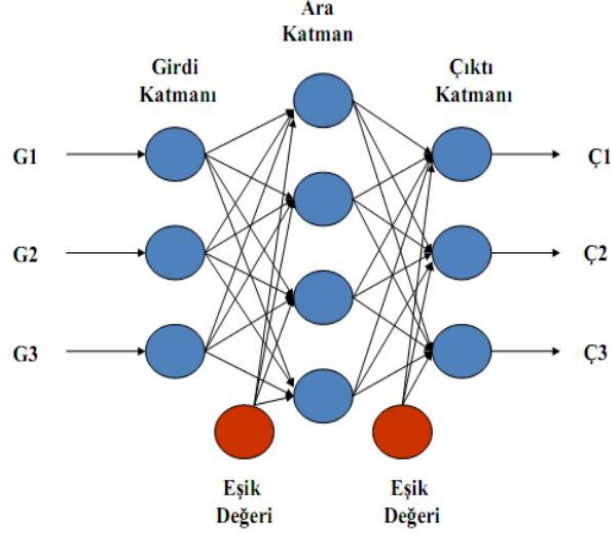 Ara
Katman
Girdi
Katmanı
Çıktı
Katmanı
G1
Ç1
G2
Ç2
G3
Ç3
Eşik
Değeri
Eşik
Değeri